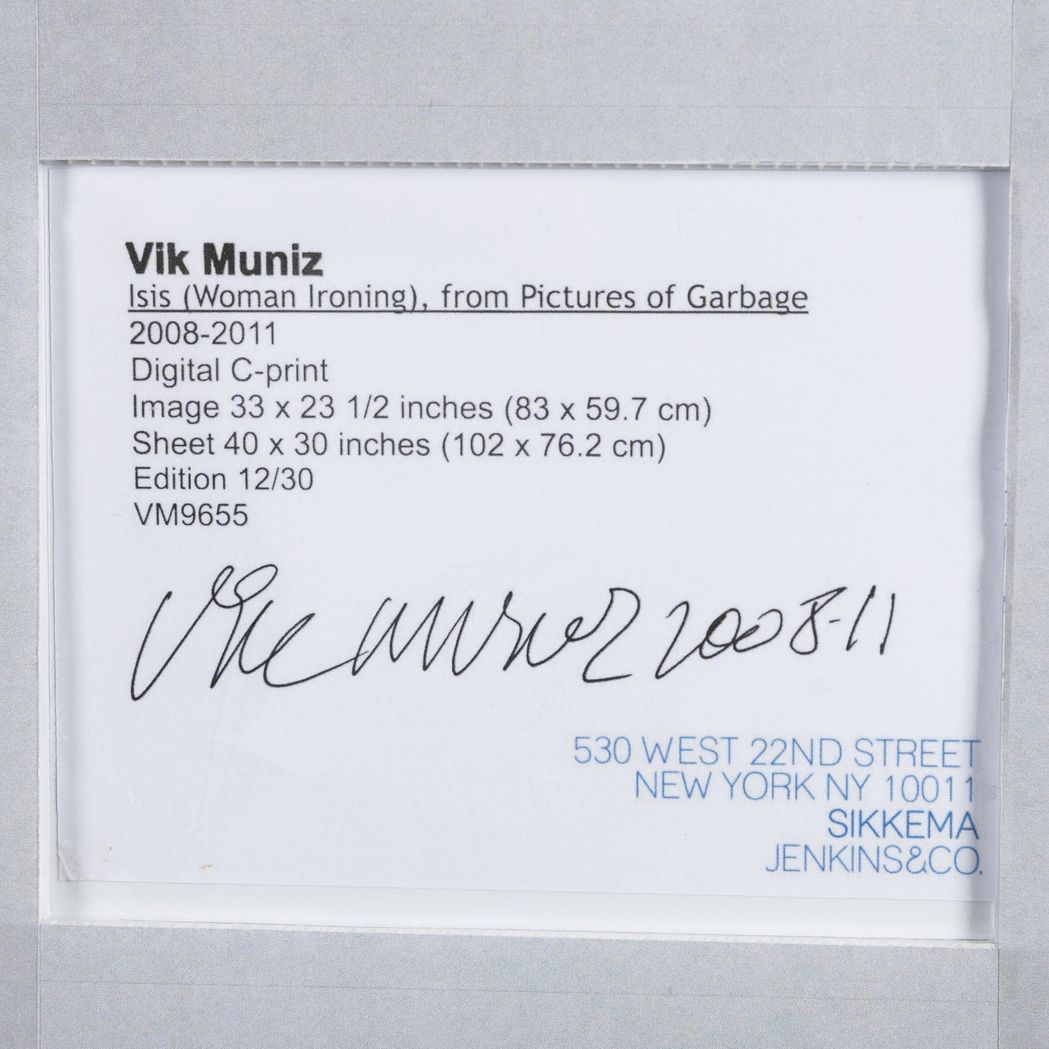 Vik Muniz
Isis (Woman Ironing), from Pictures of Garbage
2008-2011
Digital C-print
Image 33 x 23 1/2 inches (83 x 59.7 cm)
Sheet 40 x 30 inches (102 x 76.2 cm)
Edition 12/30
VM9655
Vik Muniz 2008-11
530 WEST 22ND STREET
NEW YORK NY 10011
SIKKEMA
JENKINS&CO.